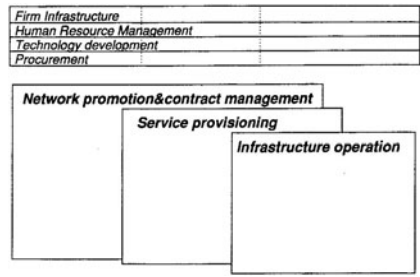 Firm Infrastructure
Human Resource Management
Technology development
Procurement
Network promotion&contract management
Service provisioning
Infrastructure operation